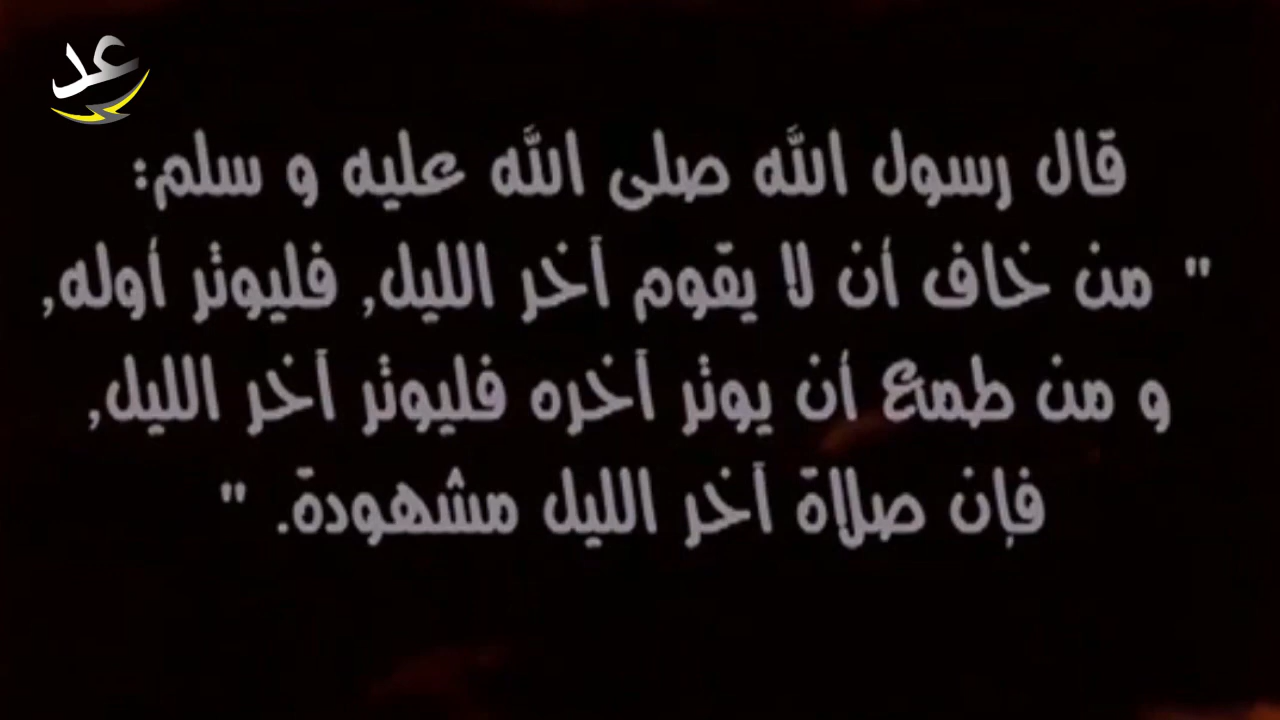 عد
قال رسول الله صلى الله عليه و سلم:
" من خاف أن لا يقوم آخر الليل, فليوتر أوله,
و من طمع أن يوتر آخره فليوتر آخر الليل,
فإن صلاة آخر الليل مشهودة. "